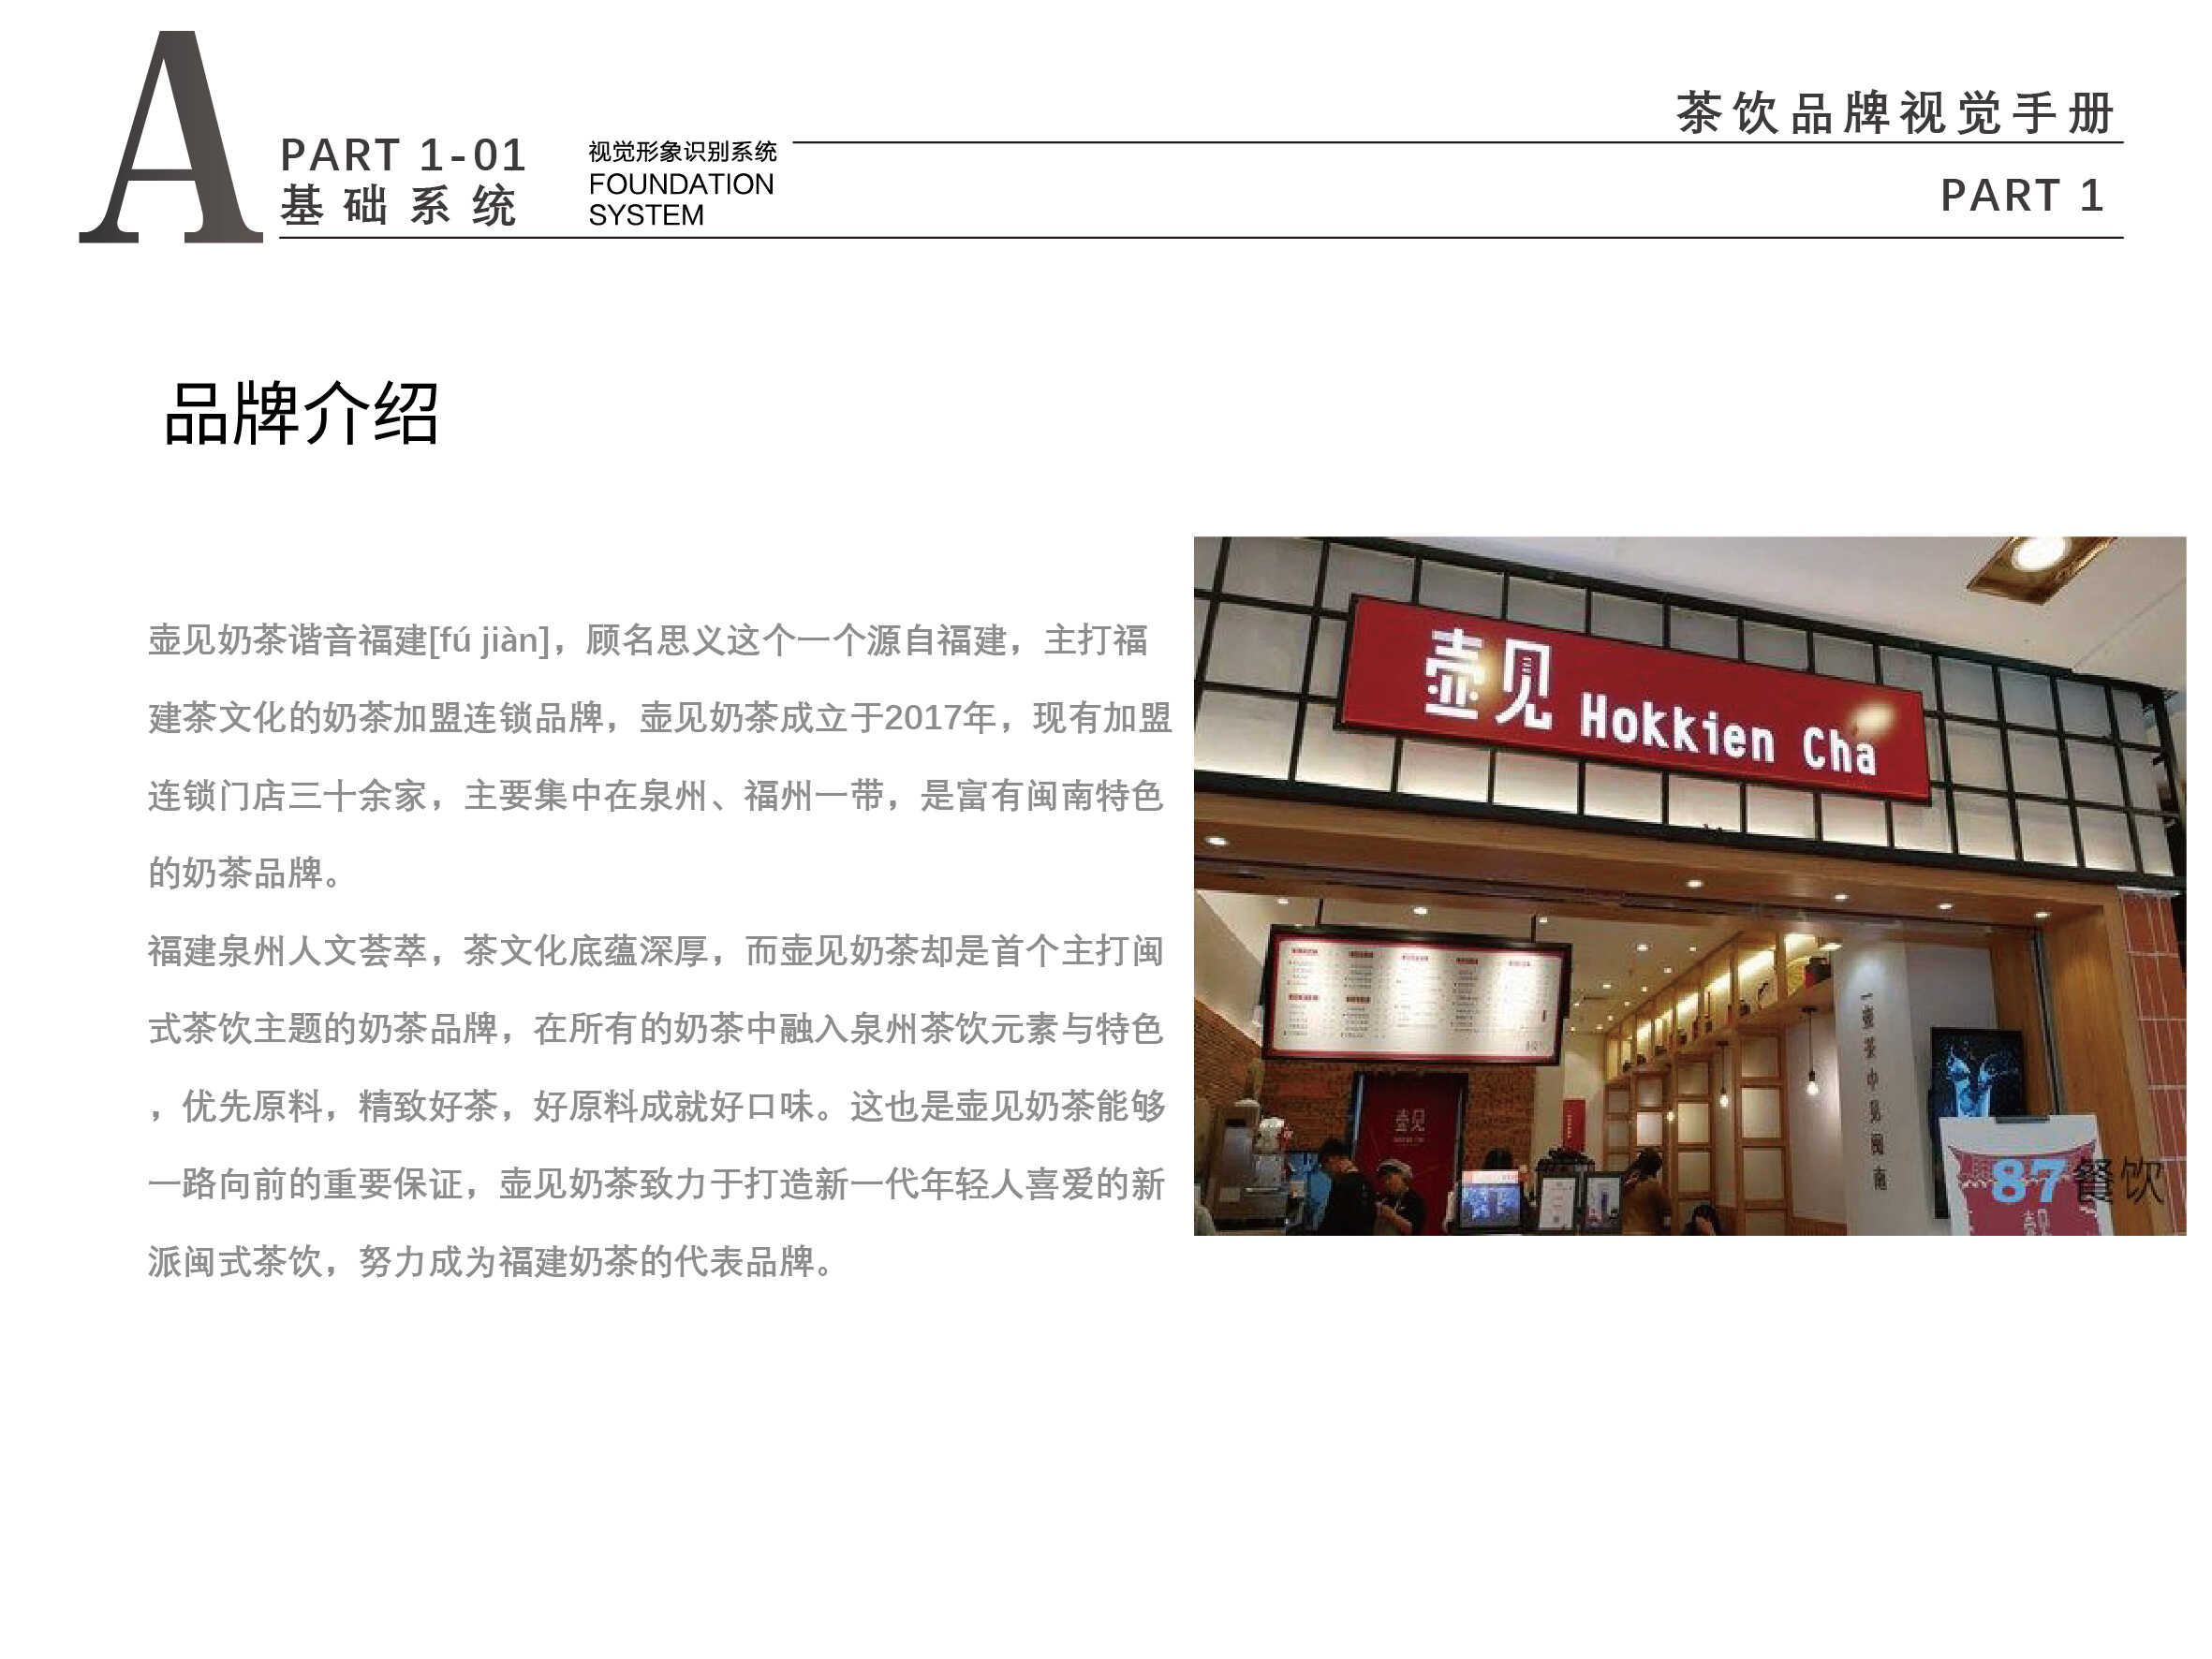 A
PART 1-01
基础系统
视觉形象识别系统
FOUNDATION
SYSTEM
茶饮品牌视觉手册
PART 1
品牌介绍
壶见奶茶谐音福建[fú jiàn]，顾名思义这个一个源自福建，主打福
建茶文化的奶茶加盟连锁品牌，壶见奶茶成立于2017年，现有加盟
连锁门店三十余家，主要集中在泉州、福州一带，是富有闽南特色
的奶茶品牌。
福建泉州人文荟萃，茶文化底蕴深厚，而壶见奶茶却是首个主打闽
式茶饮主题的奶茶品牌，在所有的奶茶中融入泉州茶饮元素与特色
，优先原料，精致好茶，好原料成就好口味。这也是壶见奶茶能够
一路向前的重要保证，壶见奶茶致力于打造新一代年轻人喜爱的新
派闽式茶饮，努力成为福建奶茶的代表品牌。
壶见 Hokkien Cha
壶见
一壶茶中见闽南
87餐饮
壶见